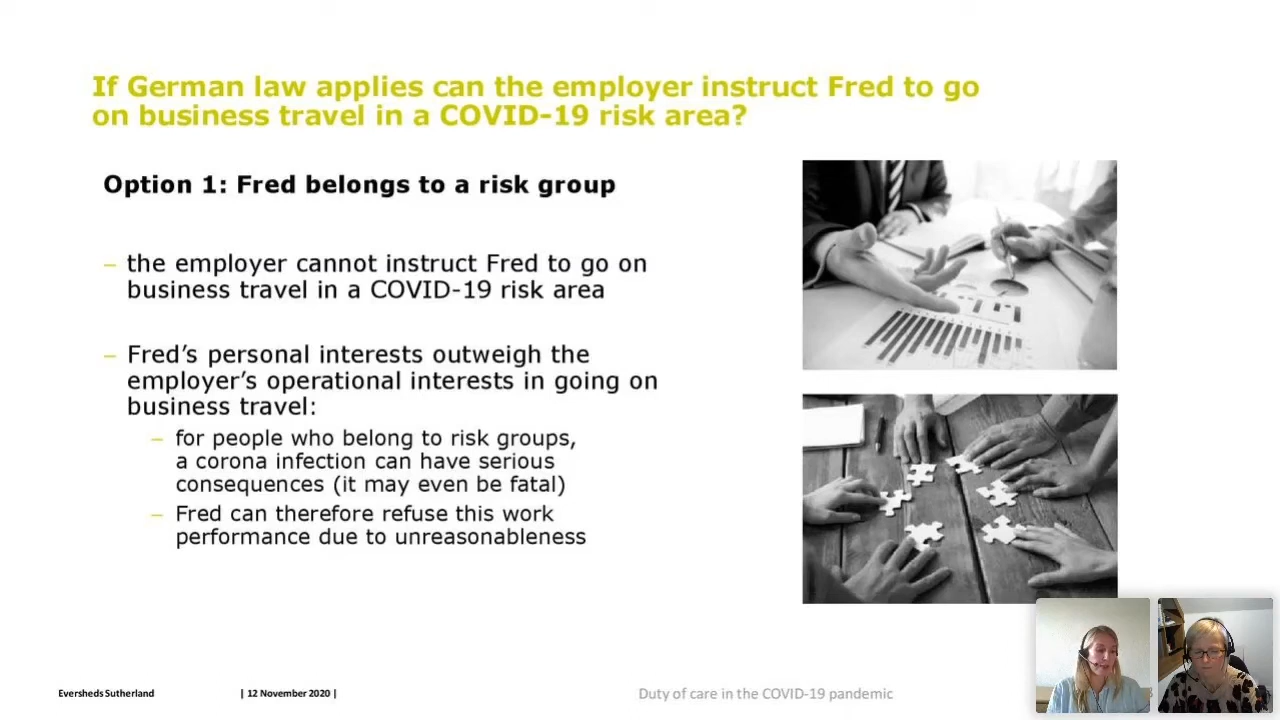 If German law applies can the employer instruct Fred to go
on business travel in a COVID-19 risk area?
Option 1: Fred belongs to a risk group
– the employer cannot instruct Fred to go on
business travel in a COVID-19 risk area
– Fred’s personal interests outweigh the
employer’s operational interests in going on
business travel:
– for people who belong to risk groups,
a corona infection can have serious
consequences (it may even be fatal)
– Fred can therefore refuse this work
performance due to unreasonableness
Eversheds Sutherland
| 12 November 2020 |
Duty of care in the COVID-19 pandemic